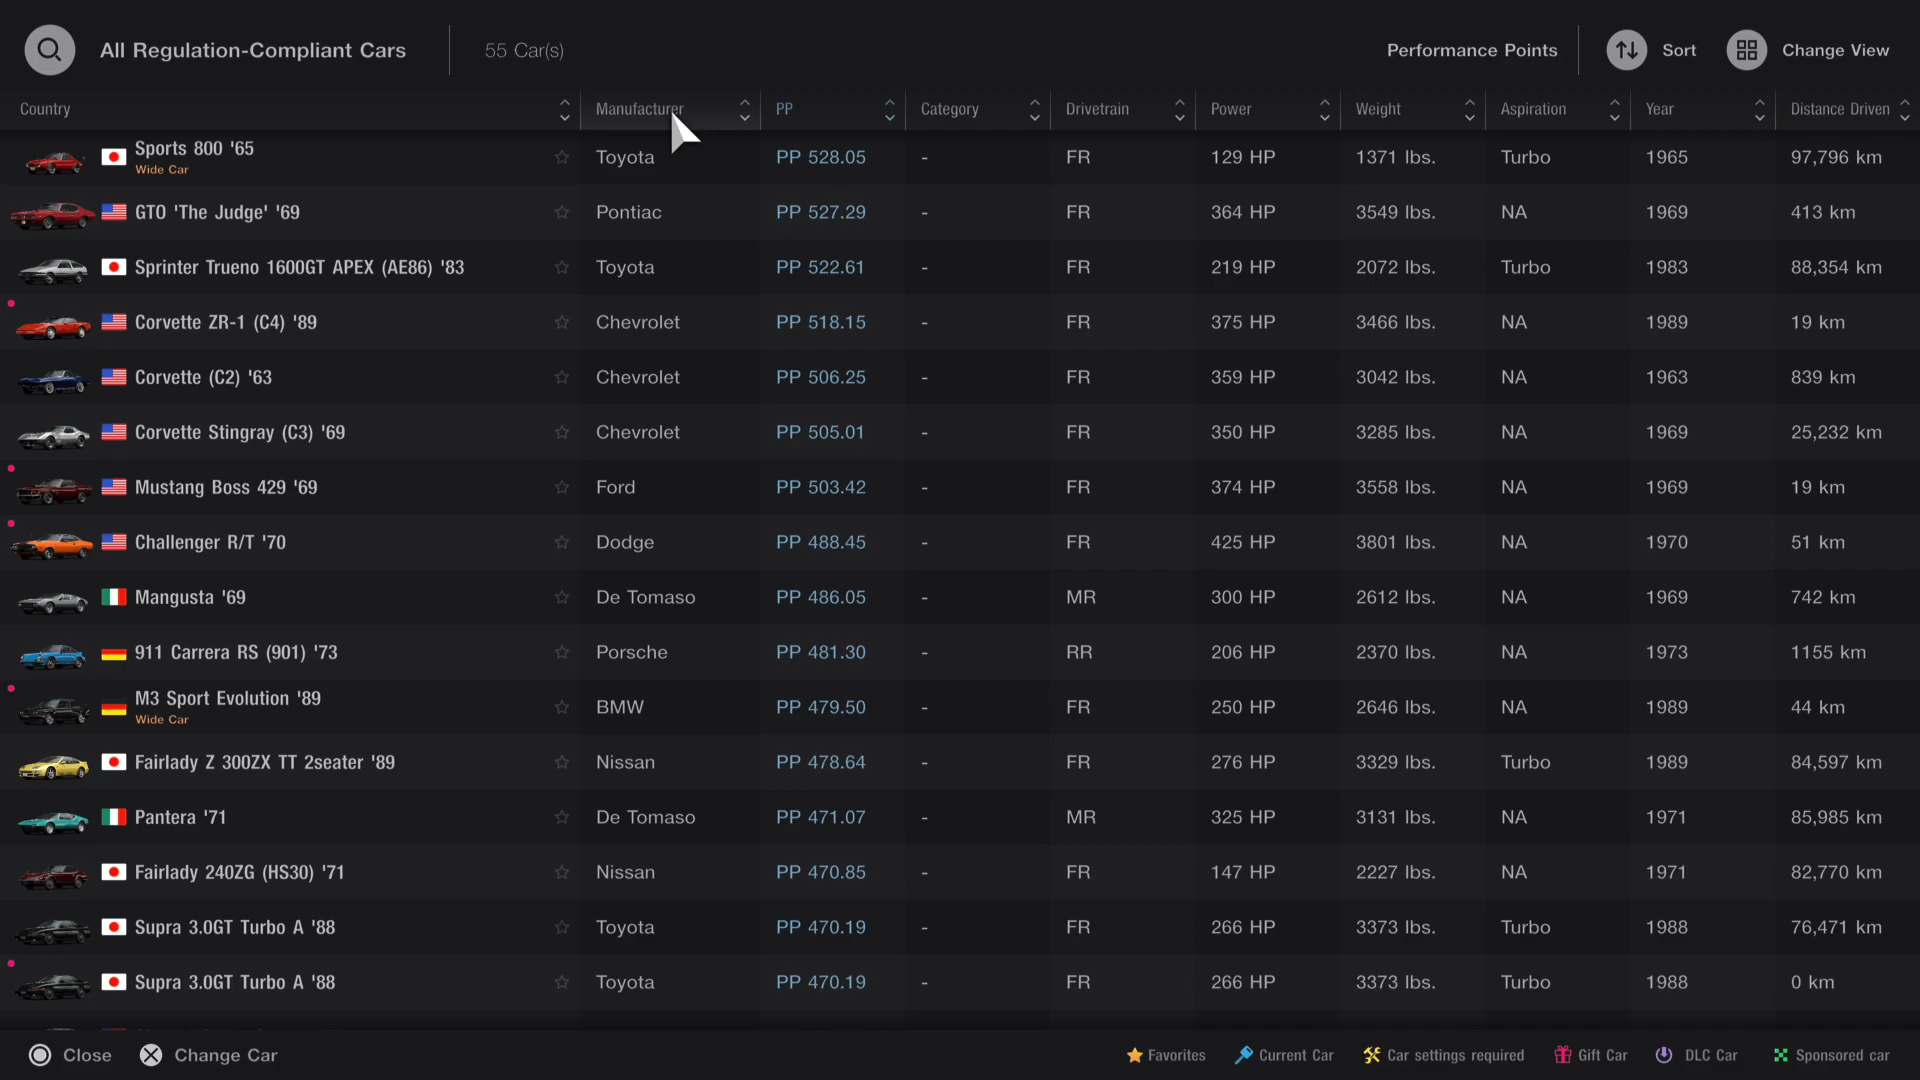 All Regulation-Compliant Cars 55 Car(s) Performance Points Sort Change View
Country Manufacturer PP Category Drivetrain Power Weight Aspiration Year Distance Driven
Sports 800 '65 Toyota PP 528.05 - FR 129 HP 1371 lbs. Turbo 1965 97,796 km
Wide Car
GTO 'The Judge' '69 Pontiac PP 527.29 - FR 364 HP 3549 lbs. NA 1969 413 km
Sprinter Trueno 1600GT APEX (AE86) '83 Toyota PP 522.61 - FR 219 HP 2072 lbs. Turbo 1983 88,354 km
Corvette ZR-1 (C4) '89 Chevrolet PP 518.15 - FR 375 HP 3466 lbs. NA 1989 19 km
Corvette (C2) '63 Chevrolet PP 506.25 - FR 359 HP 3042 lbs. NA 1963 839 km
Corvette Stingray (C3) '69 Chevrolet PP 505.01 - FR 350 HP 3285 lbs. NA 1969 25,232 km
Mustang Boss 429 '69 Ford PP 503.42 - FR 374 HP 3558 lbs. NA 1969 19 km
Challenger R/T '70 Dodge PP 488.45 - FR 425 HP 3801 lbs. NA 1970 51 km
Mangusta '69 De Tomaso PP 486.05 - MR 300 HP 2612 lbs. NA 1969 742 km
911 Carrera RS (901) '73 Porsche PP 481.30 - RR 206 HP 2370 lbs. NA 1973 1155 km
M3 Sport Evolution '89 BMW PP 479.50 - FR 250 HP 2646 lbs. NA 1989 44 km
Wide Car
Fairlady Z 300ZX TT 2seater '89 Nissan PP 478.64 - FR 276 HP 3329 lbs. Turbo 1989 84,597 km
Pantera '71 De Tomaso PP 471.07 - MR 325 HP 3131 lbs. NA 1971 85,985 km
Fairlady 240ZG (HS30) '71 Nissan PP 470.85 - FR 147 HP 2227 lbs. NA 1971 82,770 km
Supra 3.0GT Turbo A '88 Toyota PP 470.19 - FR 266 HP 3373 lbs. Turbo 1988 76,471 km
Supra 3.0GT Turbo A '88 Toyota PP 470.19 - FR 266 HP 3373 lbs. Turbo 1988 0 km
Close Change Car Favorites Current Car Car settings required Gift Car DLC Car Sponsored car